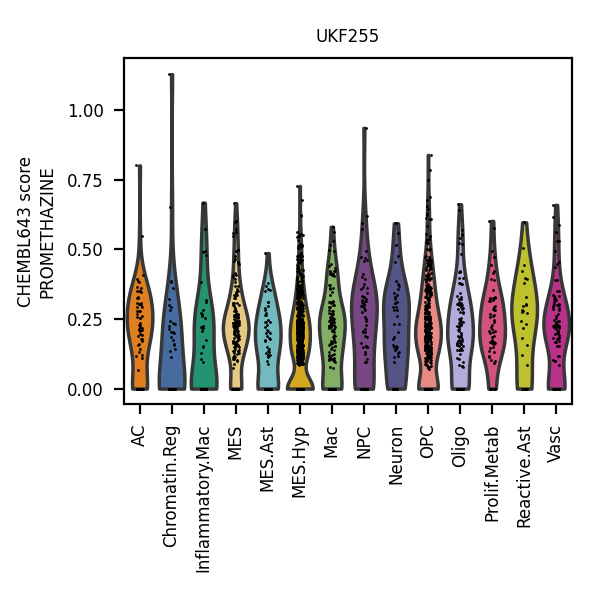 UKF255
CHEMBL643 score
PROMETHAZINE
1.00
0.75
0.50
0.25
0.00
AC
Chromatin.Reg
Inflammatory.Mac
MES
MES.Ast
MES.Hyp
Mac
NPC
Neuron
OPC
Oligo
Prolif.Metab
Reactive.Ast
Vasc